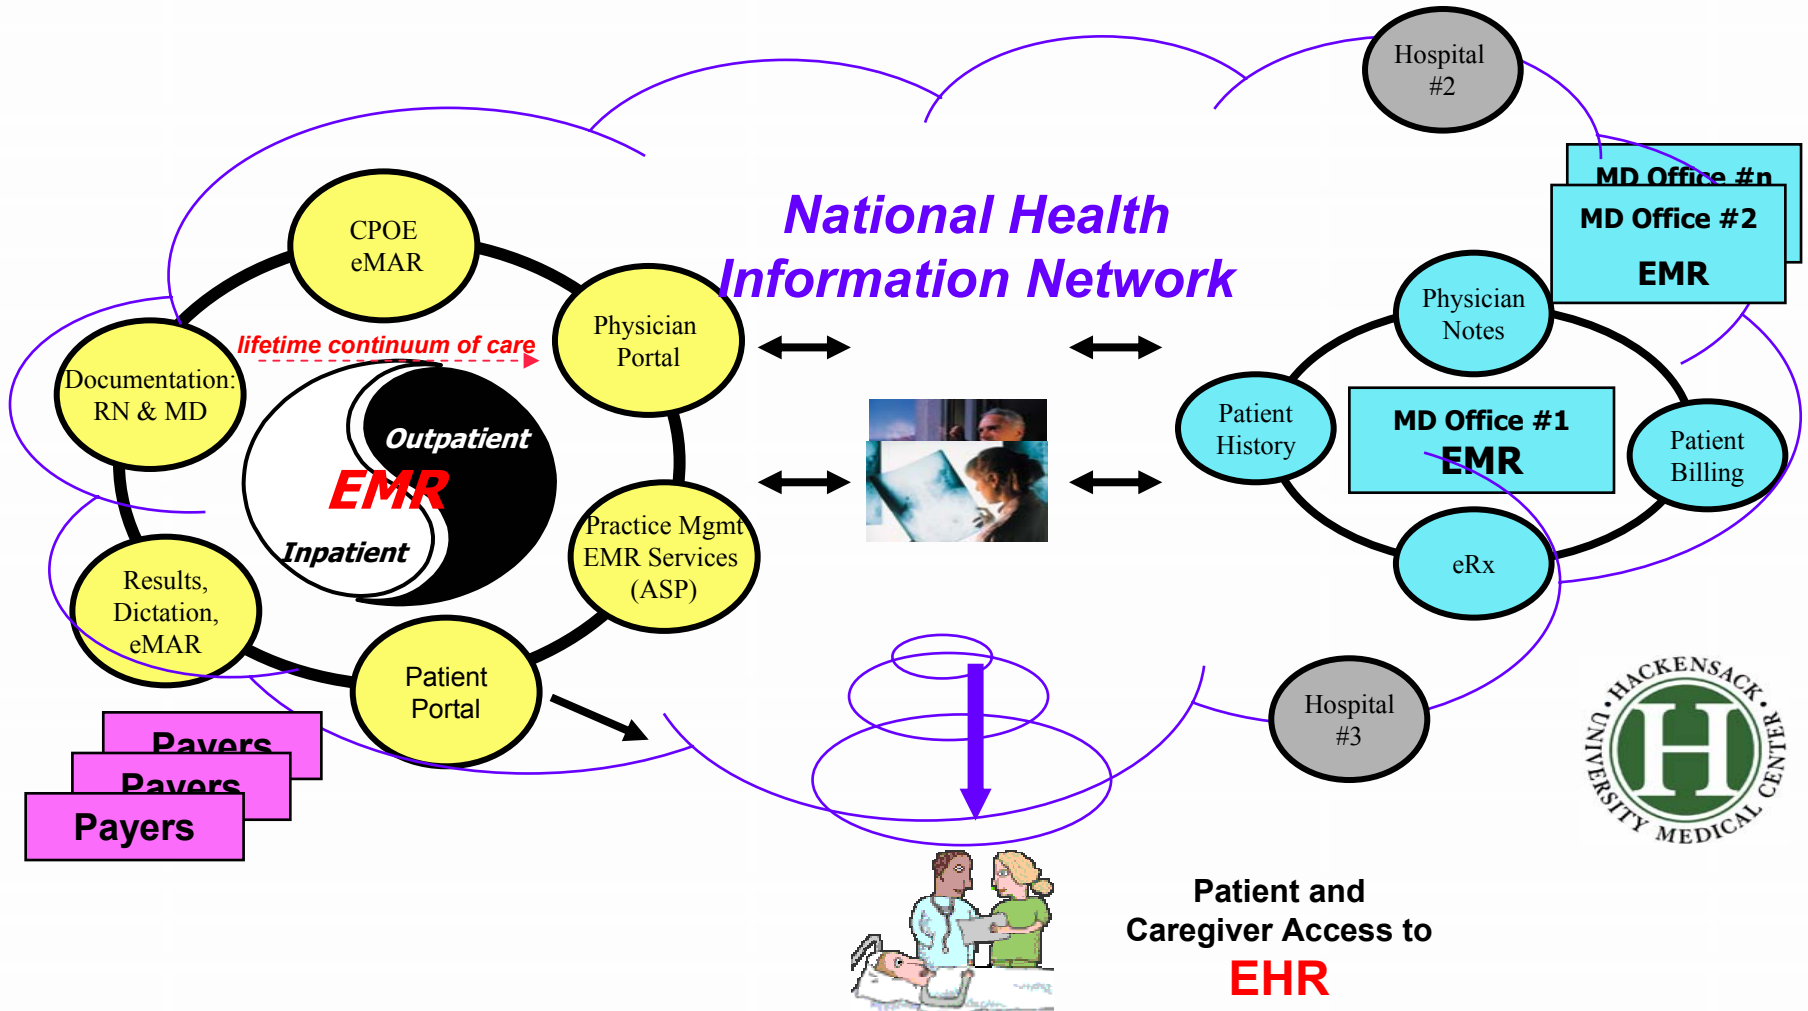 Hospital
#2
MD Office #n
MD Office #2
EMR
National Health
Information Network
CPOE
eMAR
Physician
Portal
lifetime continuum of care
Documentation:
RN & MD
Outpatient
EMR
Inpatient
Practice Mgmt
EMR Services
(ASP)
Results,
Dictation,
eMAR
Patient
Portal
Physician
Notes
Patient
History
MD Office #1
EMR
Patient
Billing
eRx
Hospital
#3
Payers
Payers
Payers
HACKENSACK
UNIVERSITY MEDICAL CENTER
H
Patient and
Caregiver Access to
EHR